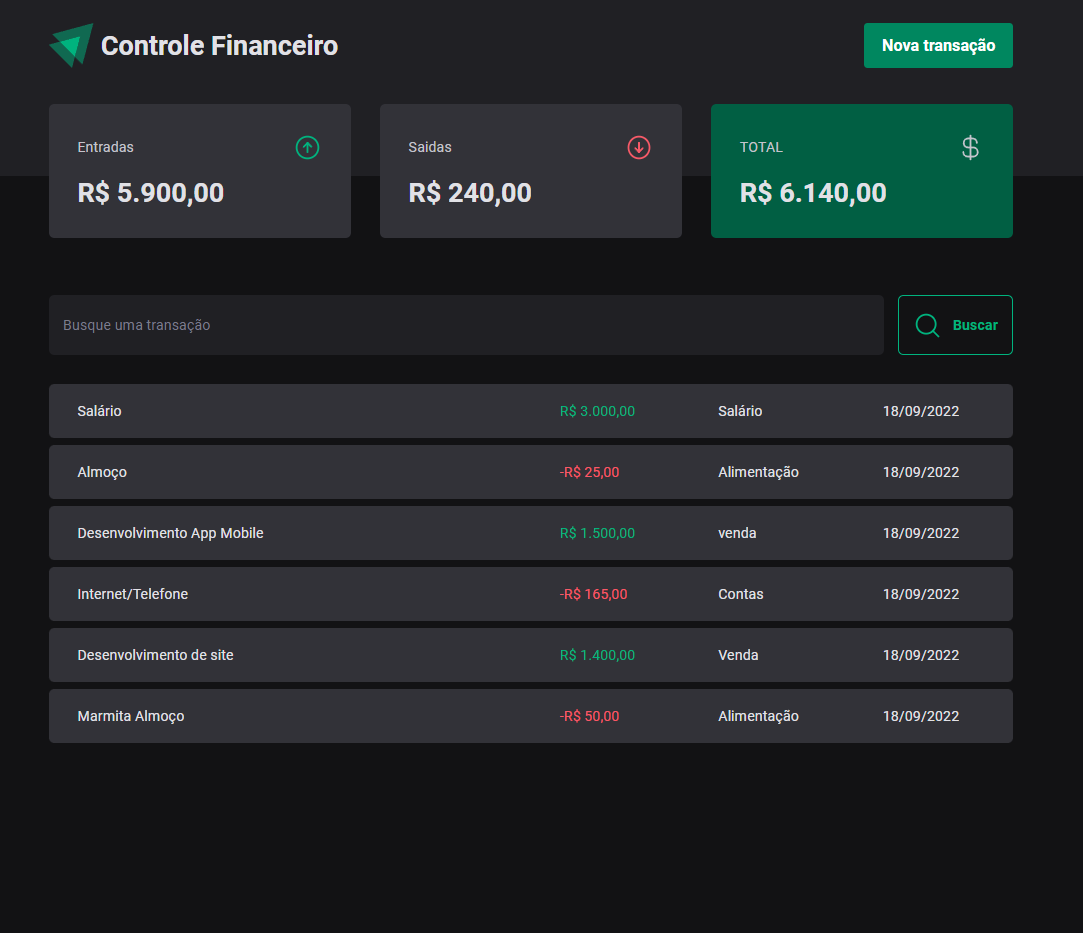 Controle Financeiro
Nova transação
Entradas
R$ 5.900,00
Saidas
R$ 240,00
TOTAL
R$ 6.140,00
Busque uma transação
Buscar
Salário R$ 3.000,00 Salário 18/09/2022
Almoço -R$ 25,00 Alimentação 18/09/2022
Desenvolvimento App Mobile R$ 1.500,00 venda 18/09/2022
Internet/Telefone -R$ 165,00 Contas 18/09/2022
Desenvolvimento de site R$ 1.400,00 Venda 18/09/2022
Marmita Almoço -R$ 50,00 Alimentação 18/09/2022